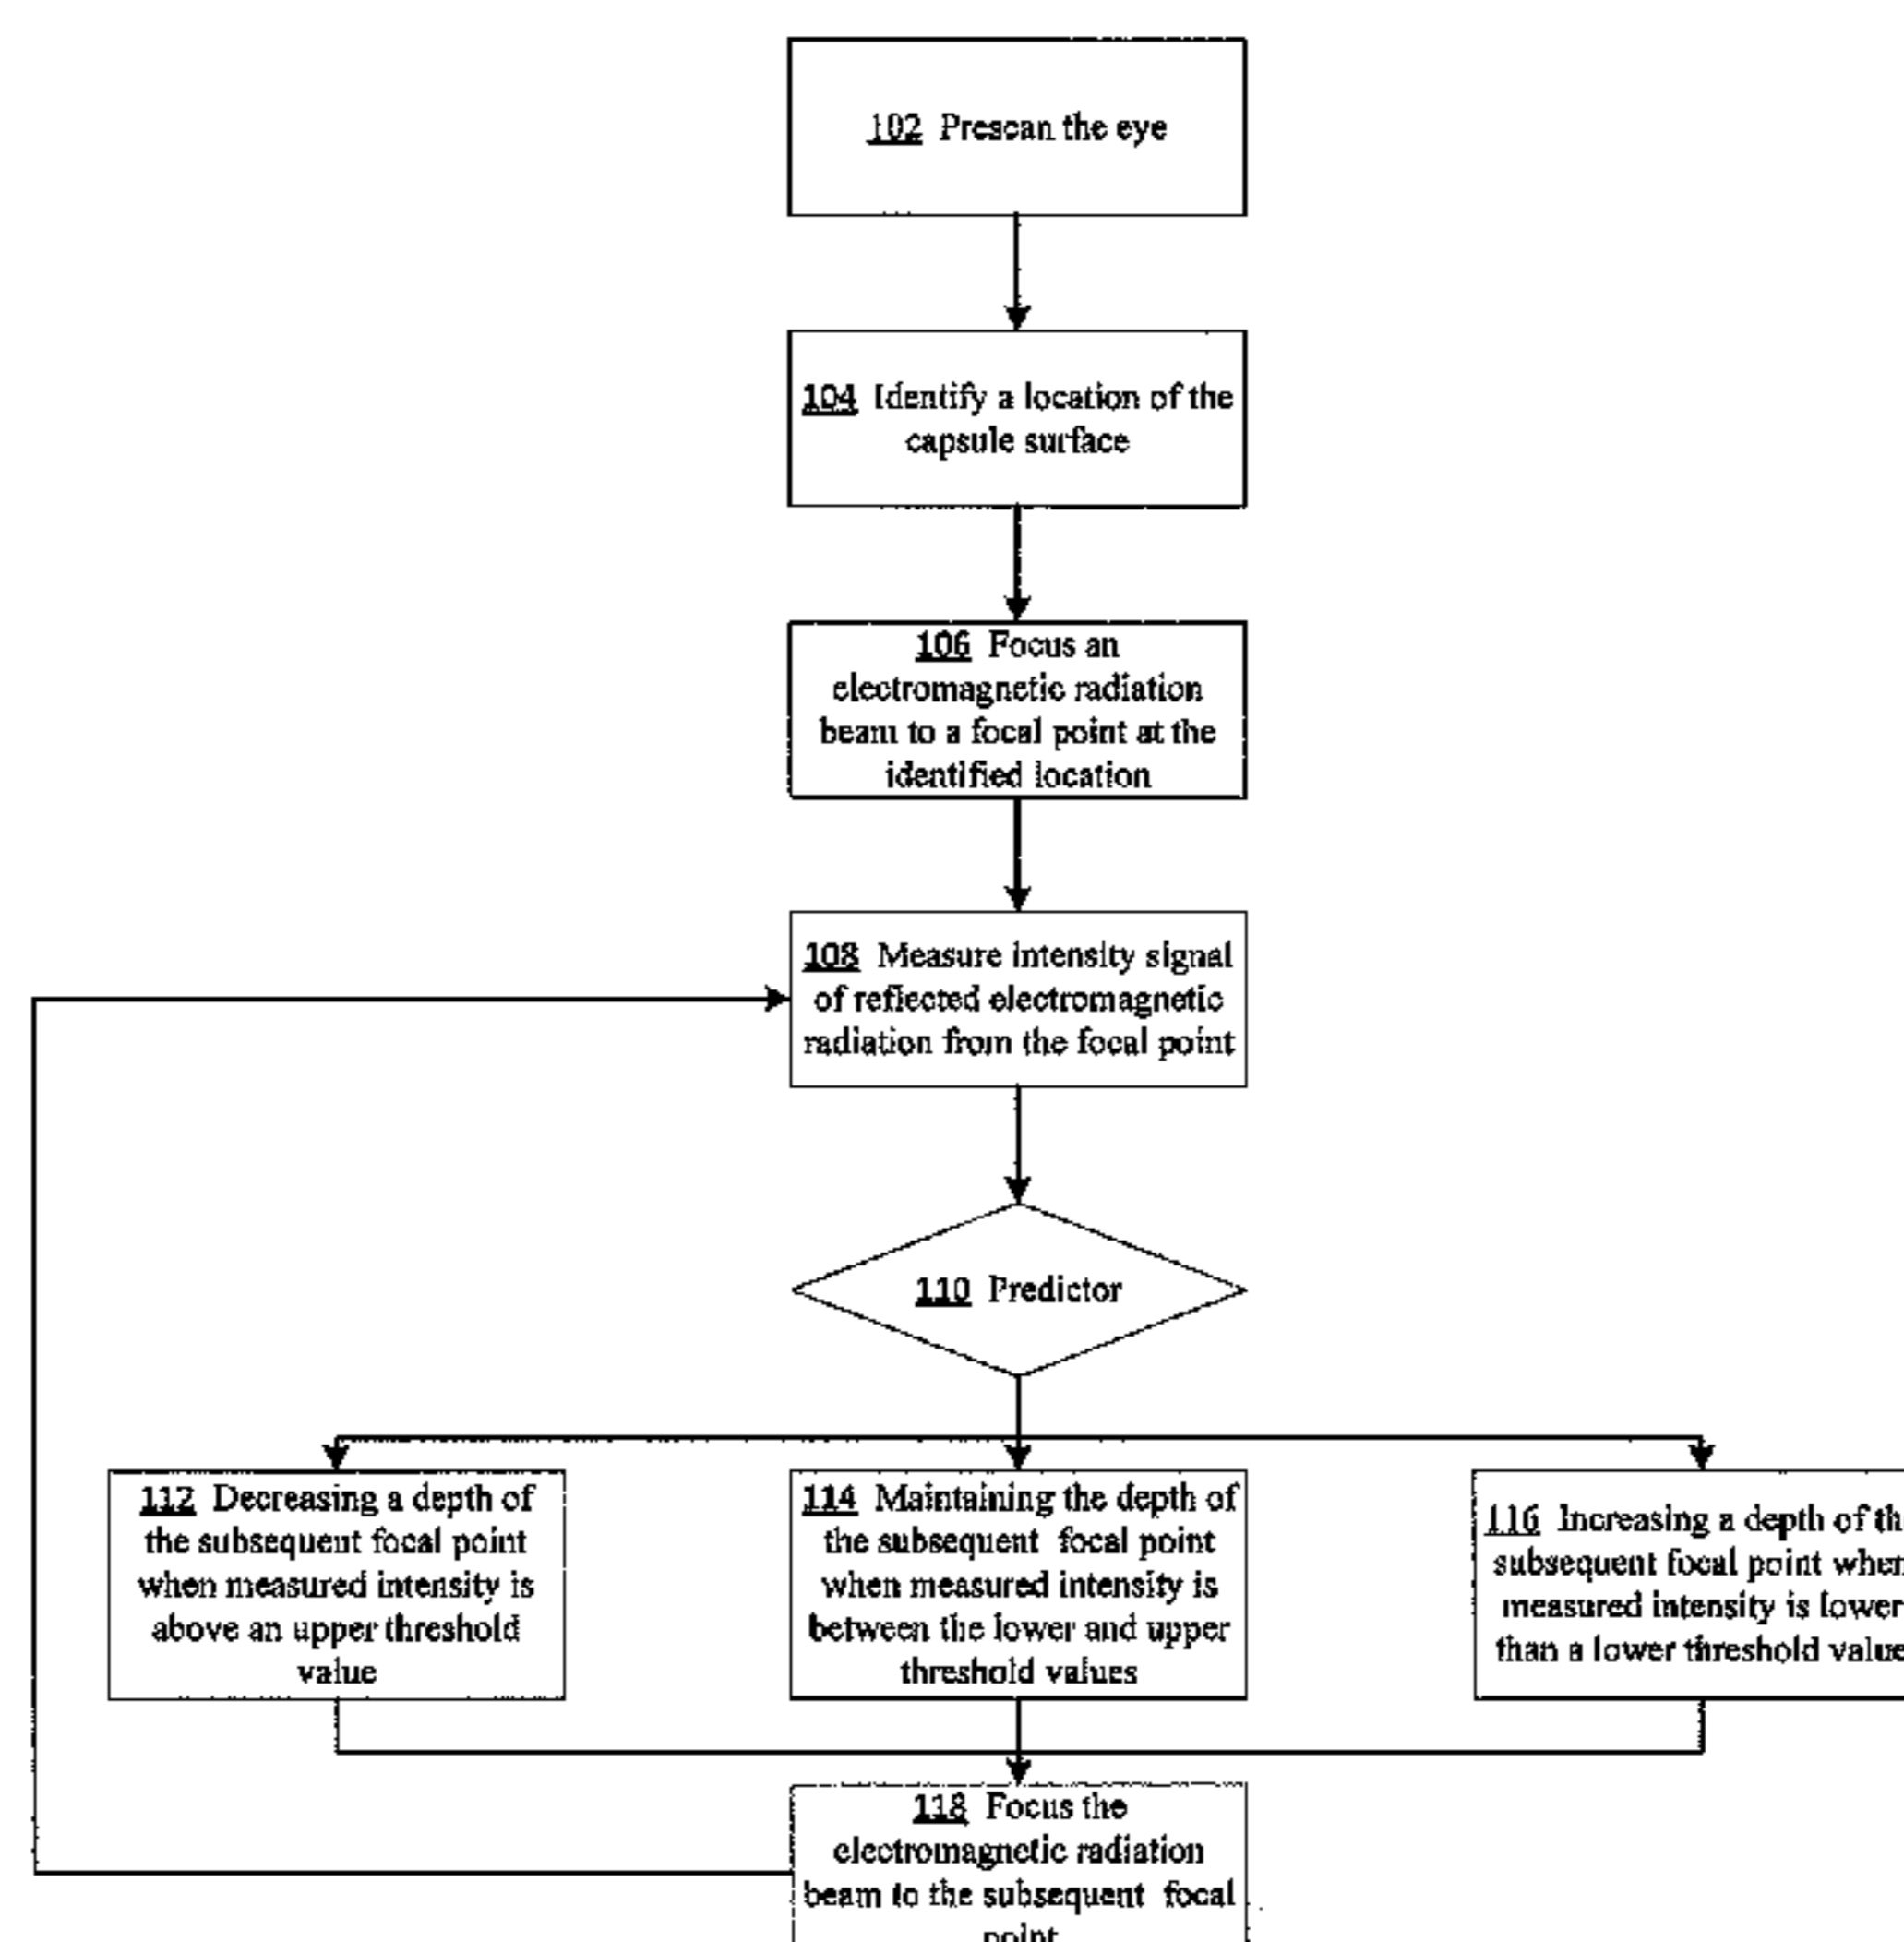 102 Prescan the eye
104 Identify a location of the
capsule surface
106 Focus an
electromagnetic radiation
beam to a focal point at the
identified location
108 Measure intensity signal
of reflected electromagnetic
radiation from the focal point
110 Predictor
112 Decreasing a depth of
the subsequent focal point
when measured intensity is
above an upper threshold
value
114 Maintaining the depth of
the subsequent focal point
when measured intensity is
between the lower and upper
threshold values
116 Increasing a depth of th
subsequent focal point when
measured intensity is lower
than a lower threshold value
118 Focus the
electromagnetic radiation
beam to the subsequent focal
point